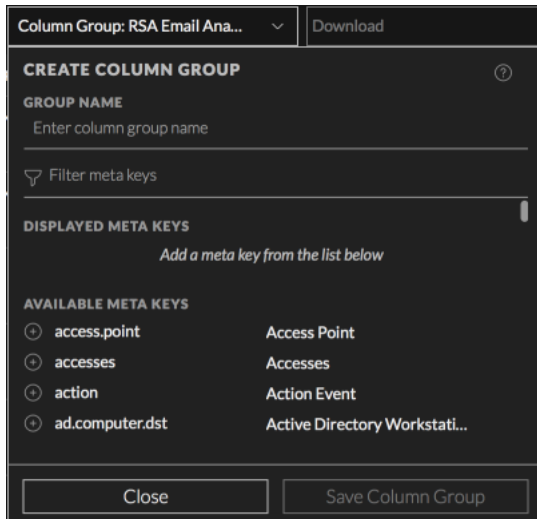 Column Group: RSA Email Ana... Download
CREATE COLUMN GROUP
GROUP NAME
Enter column group name
Filter meta keys
DISPLAYED META KEYS
Add a meta key from the list below
AVAILABLE META KEYS
access.point Access Point
accesses Accesses
action Action Event
ad.computer.dst Active Directory Workstati...
Close Save Column Group